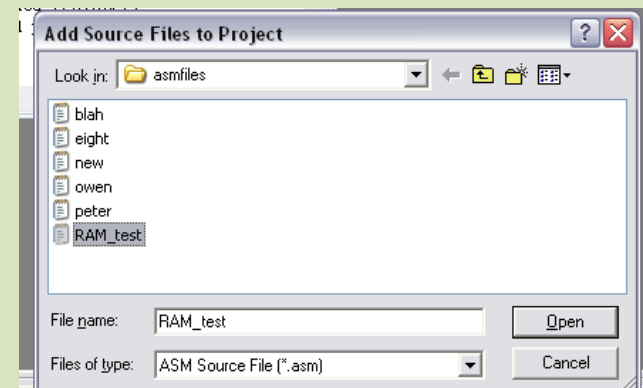 Add Source Files to Project
Look in: asmfiles
blah
eight
new
owen
peter
RAM_test
File name: RAM_test Open
Files of type: ASM Source File (*.asm) Cancel